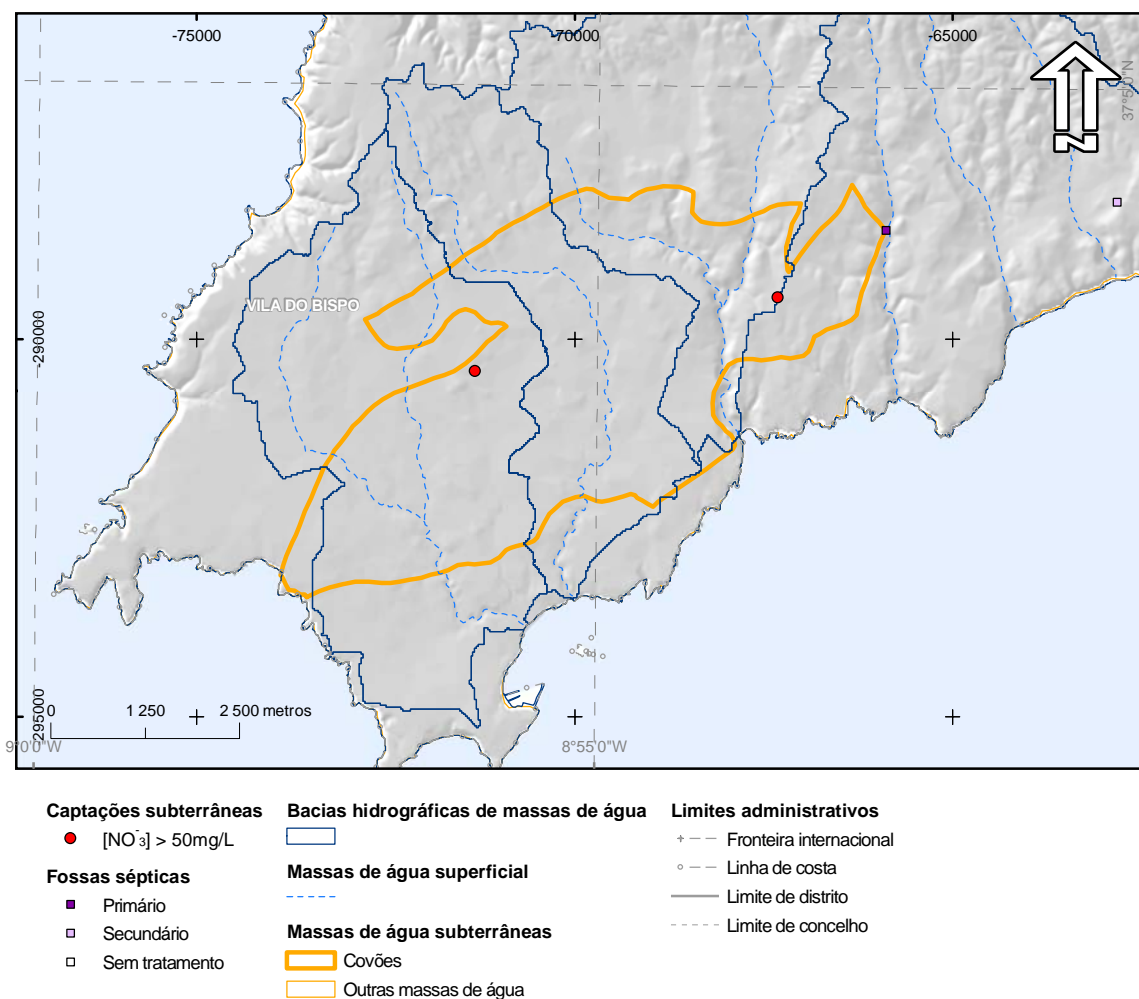 -75000
-70000
-65000
37°5'0"N
N
VILA DO BISPO
-290000
-295000
0
1 250
2 500 metros
9°0'0"W
8°55'0"W
Captações subterrâneas
[NO-3] > 50mg/L
Fossas sépticas
Primário
Secundário
Sem tratamento
Bacias hidrográficas de massas de água
Massas de água superficial
Massas de água subterrâneas
Covões
Outras massas de água
Limites administrativos
Fronteira internacional
Linha de costa
Limite de distrito
Limite de concelho